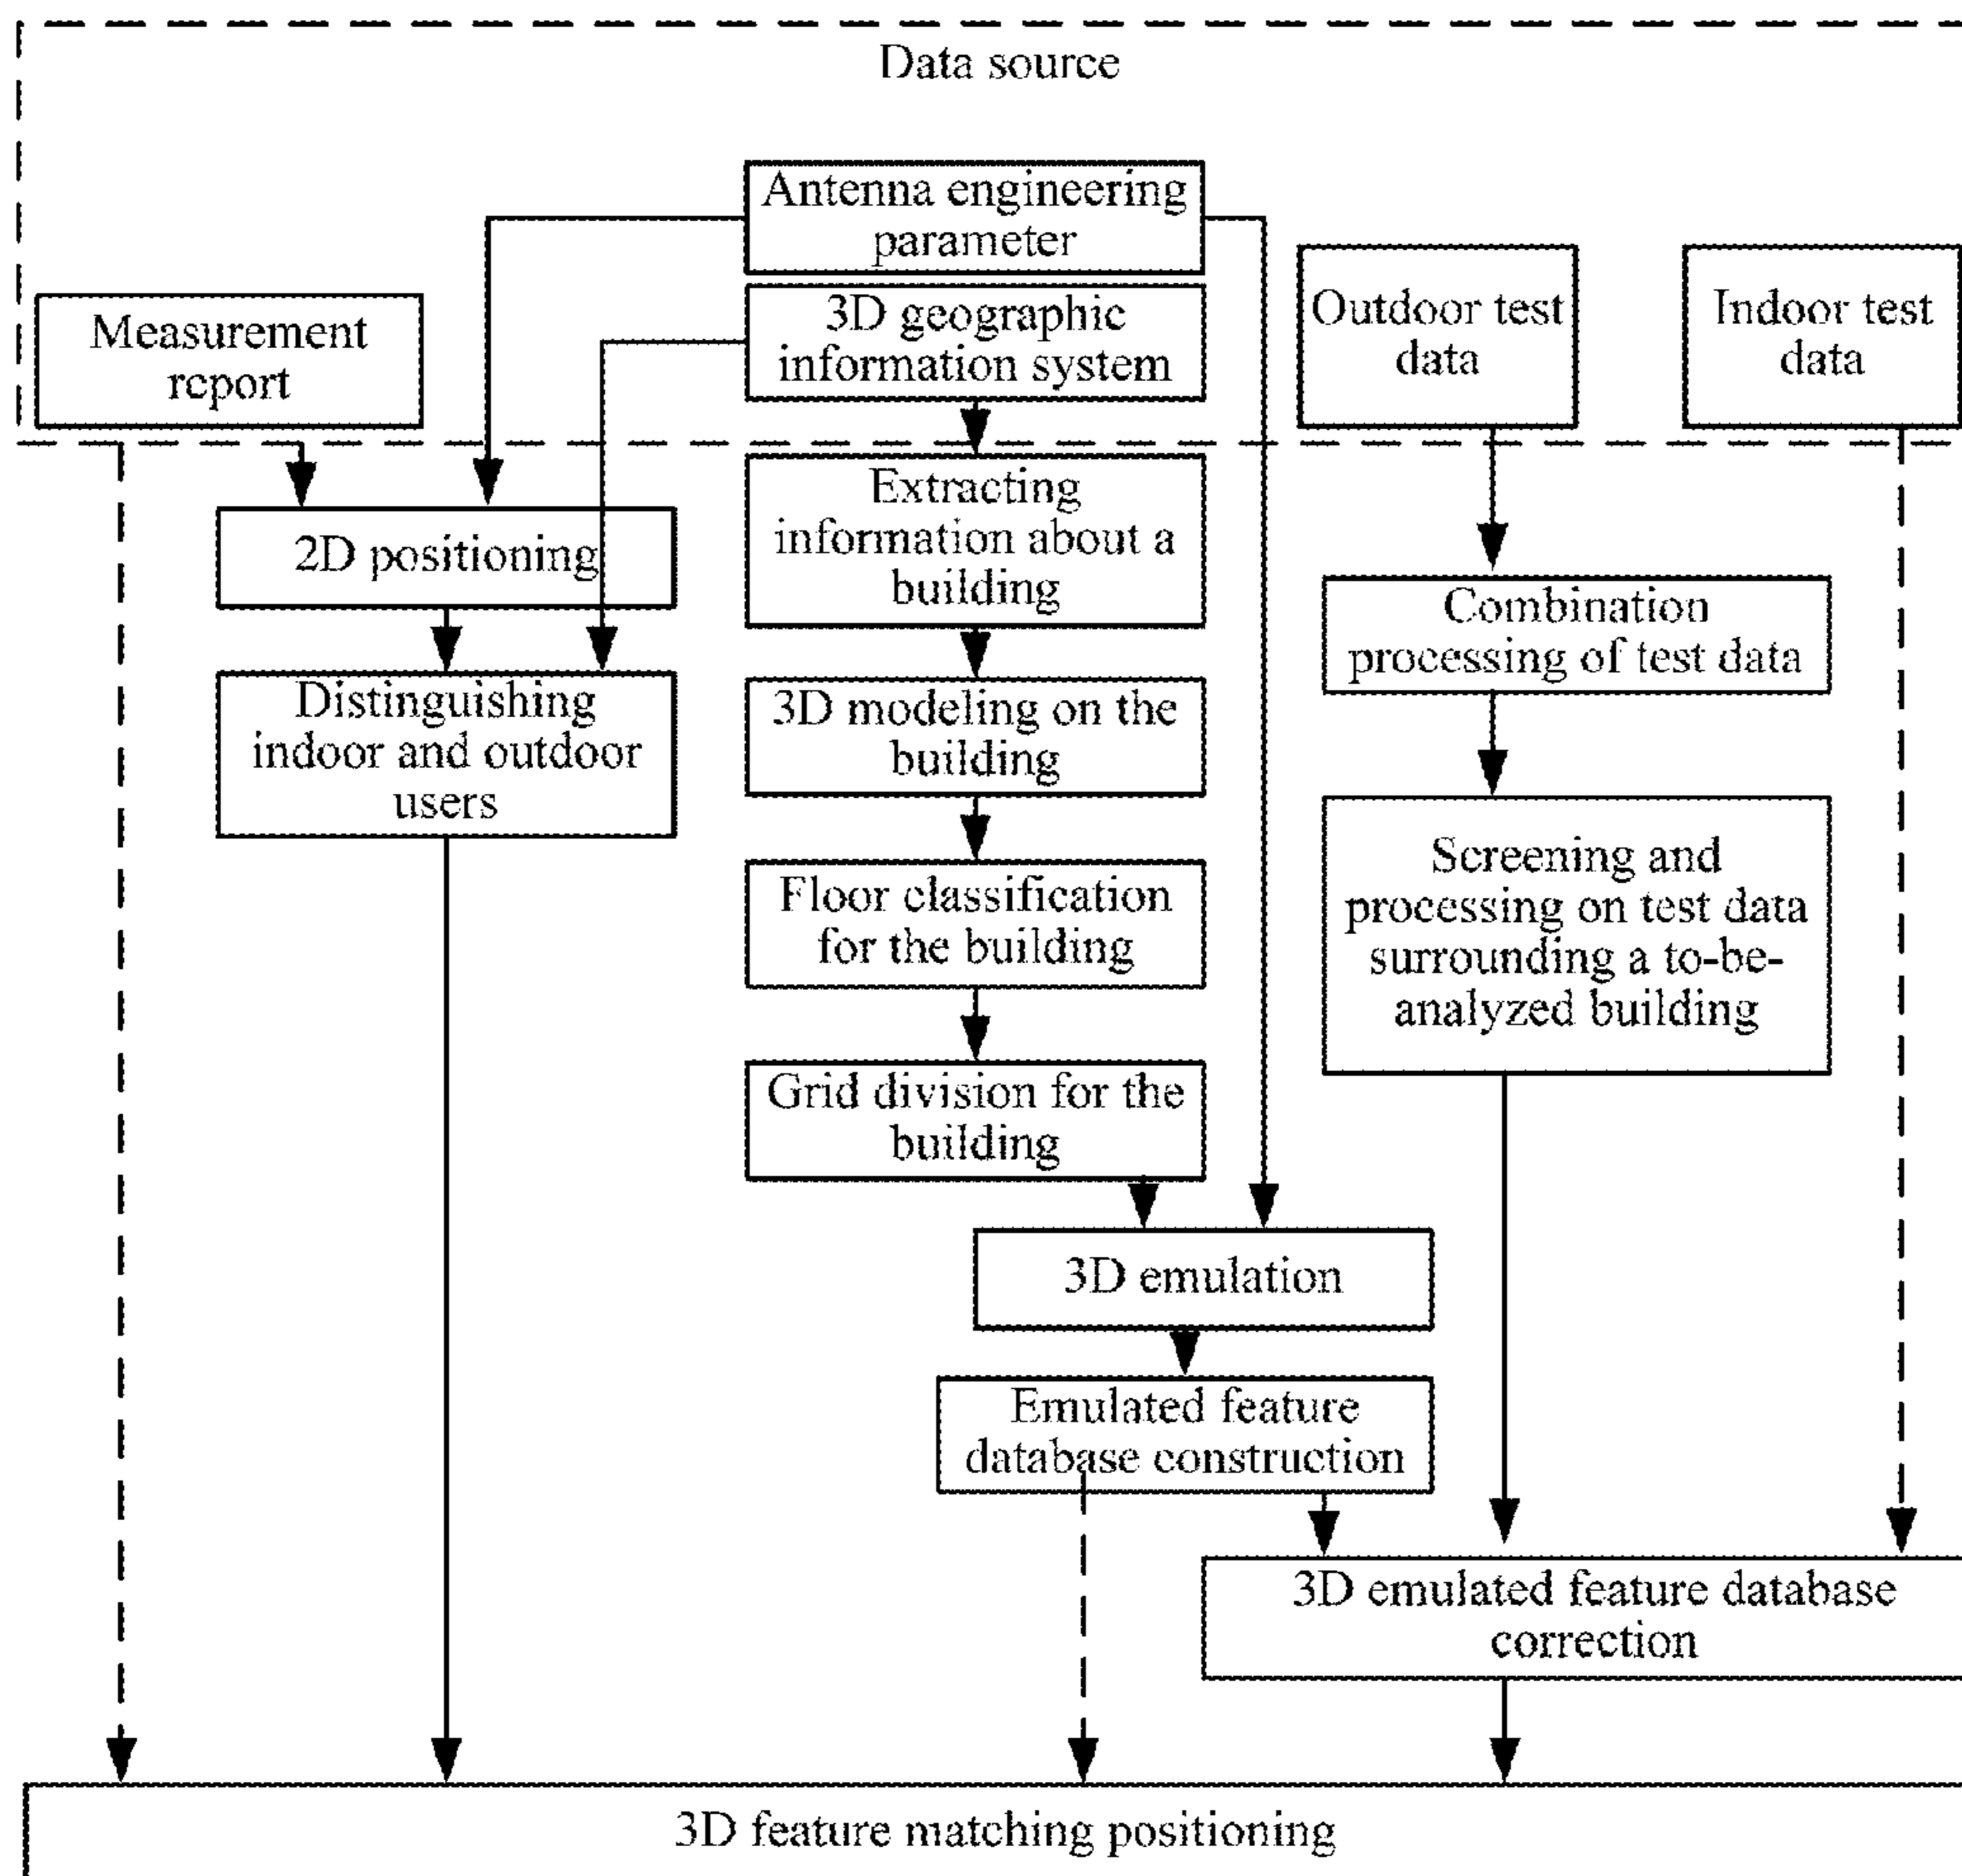 Data source
Antenna engineering
parameter
3D geographic
information system
Measurement
report
Outdoor test
data
Indoor test
data
2D positioning
Extracting
information about a
building
Combination
processing of test data
Distinguishing
indoor and outdoor
users
3D modeling on the
building
Screening and
processing on test data
surrounding a to-be-
analyzed building
Floor classification
for the building
Grid division for the
building
3D emulation
Emulated feature
database construction
3D emulated feature database
correction
3D feature matching positioning